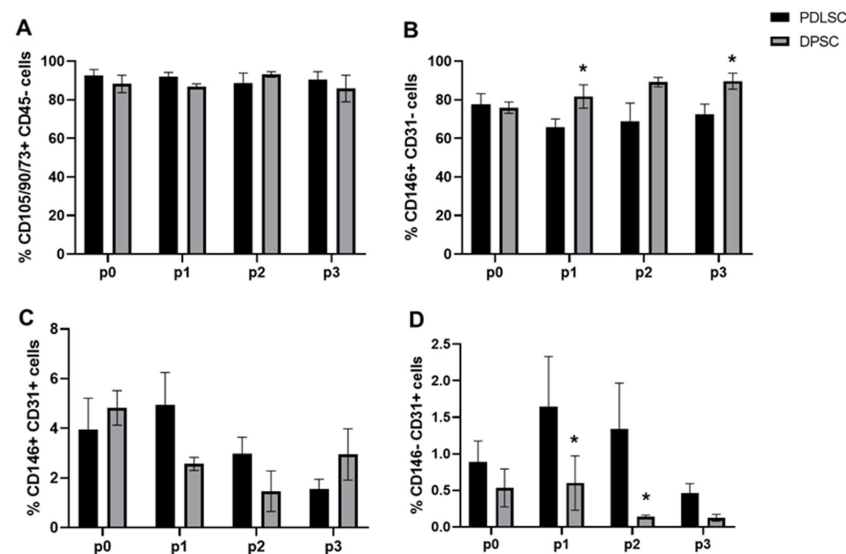 PDLSC
DPSC
A
% CD105/90/73+ CD45- cells
100
80
60
40
20
0
p0 p1 p2 p3
B
% CD146+ CD31- cells
100
80
60
40
20
0
* *
p0 p1 p2 p3
C
% CD146+ CD31+ cells
8
6
4
2
0
p0 p1 p2 p3
D
% CD146- CD31+ cells
2.5
2.0
1.5
1.0
0.5
0.0
* *
p0 p1 p2 p3